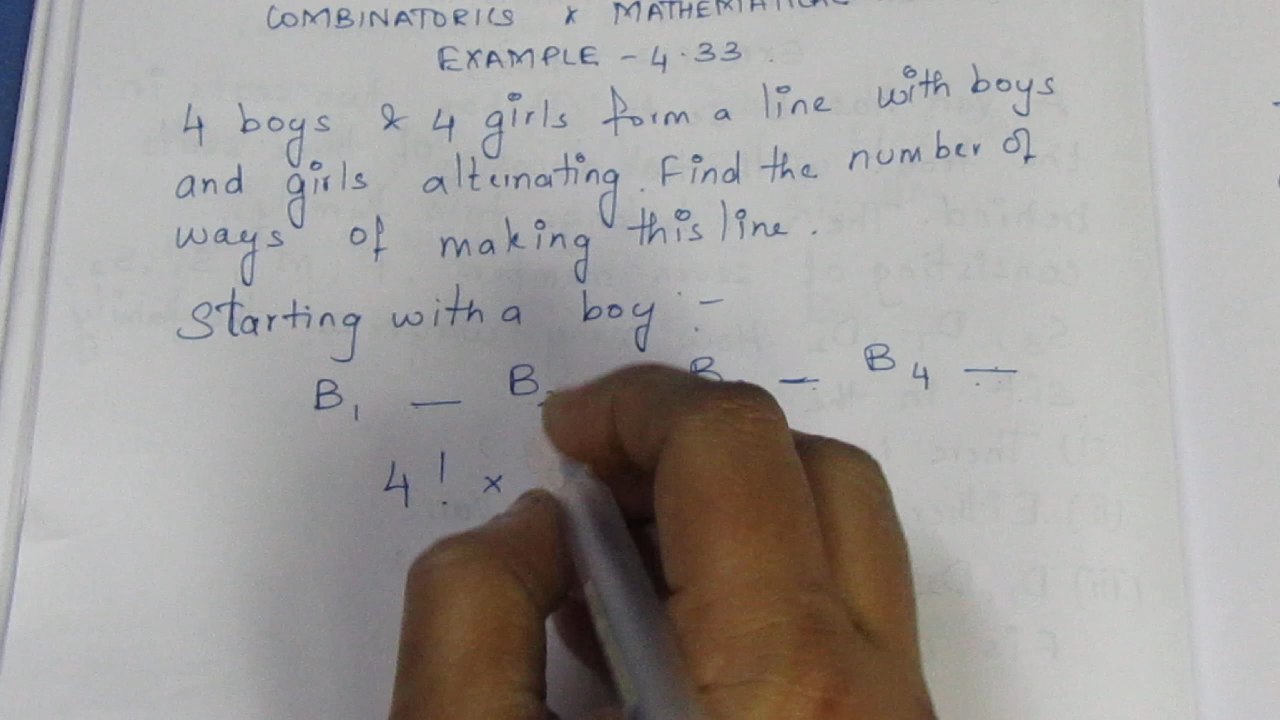 COMBINATORICS & MATHEMATICAL
EXAMPLE - 4.33.
4 boys & 4 girls form a line with boys
and girls alternating. Find the number of
ways of making this line.
Starting with a boy :-
B1 — B — B — B4 —
4! ×